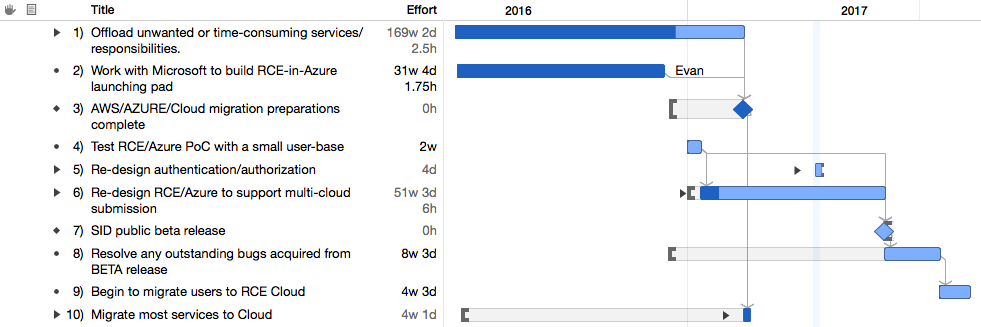 Title Effort 2016 2017
1) Offload unwanted or time-consuming services/ 169w 2d
responsibilities. 2.5h
2) Work with Microsoft to build RCE-in-Azure 31w 4d Evan
launching pad 1.75h
3) AWS/AZURE/Cloud migration preparations 0h
complete
4) Test RCE/Azure PoC with a small user-base 2w
5) Re-design authentication/authorization 4d
6) Re-design RCE/Azure to support multi-cloud 51w 3d
submission 6h
7) SID public beta release 0h
8) Resolve any outstanding bugs acquired from 8w 3d
BETA release
9) Begin to migrate users to RCE Cloud 4w 3d
10) Migrate most services to Cloud 4w 1d